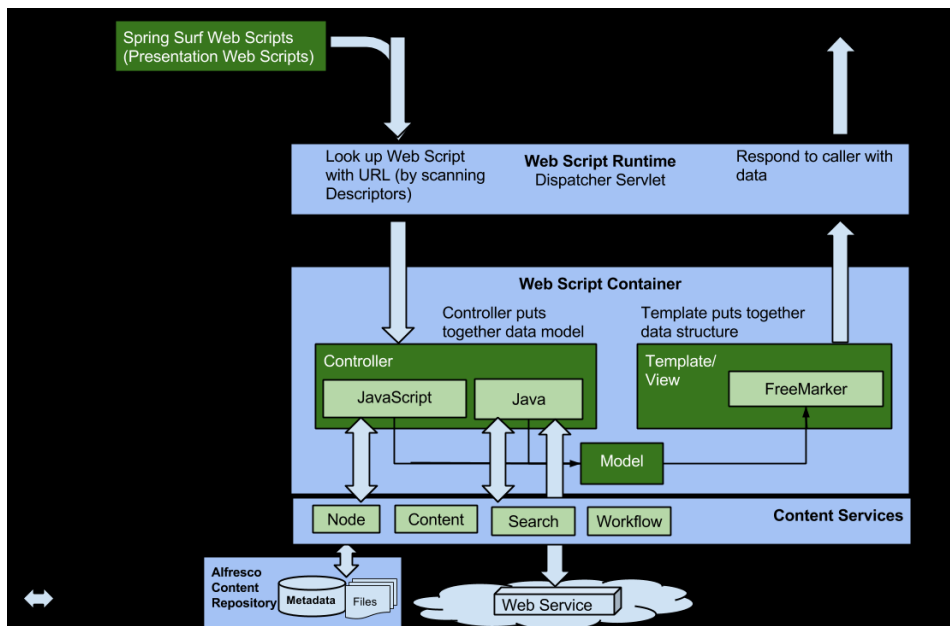 Spring Surf Web Scripts
(Presentation Web Scripts)
Look up Web Script
with URL (by scanning
Descriptors)
Web Script Runtime
Dispatcher Servlet
Respond to caller with
data
Web Script Container
Controller puts
together data model
Template puts together
data structure
Controller
JavaScript
Java
Template/
View
FreeMarker
Model
Node
Content
Search
Workflow
Content Services
Alfresco
Content
Repository
Metadata
Files
Web Service